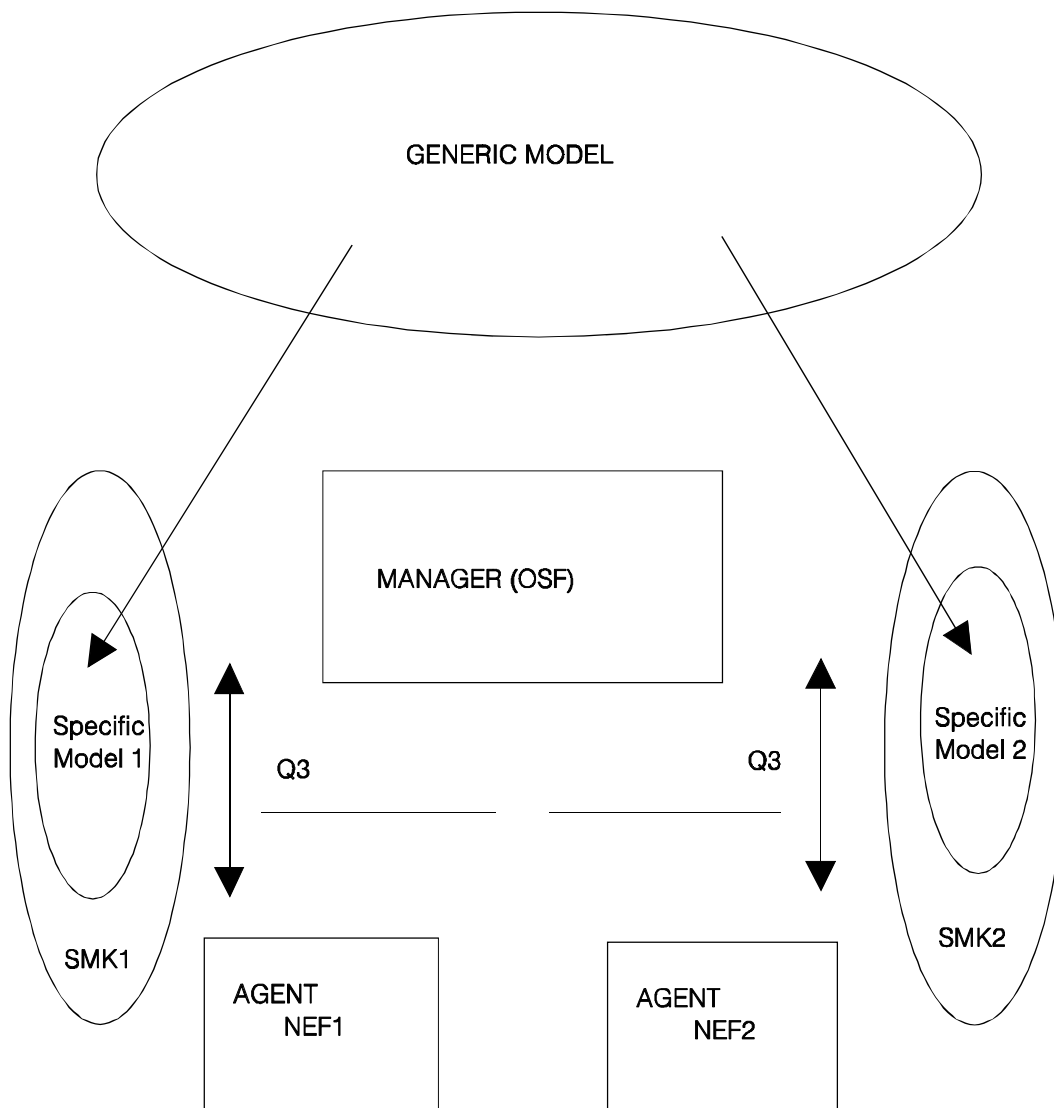 GENERIC MODEL
MANAGER (OSF)
Specific
Model 1
Specific
Model 2
Q3
Q3
SMK1
SMK2
AGENT
NEF1
AGENT
NEF2